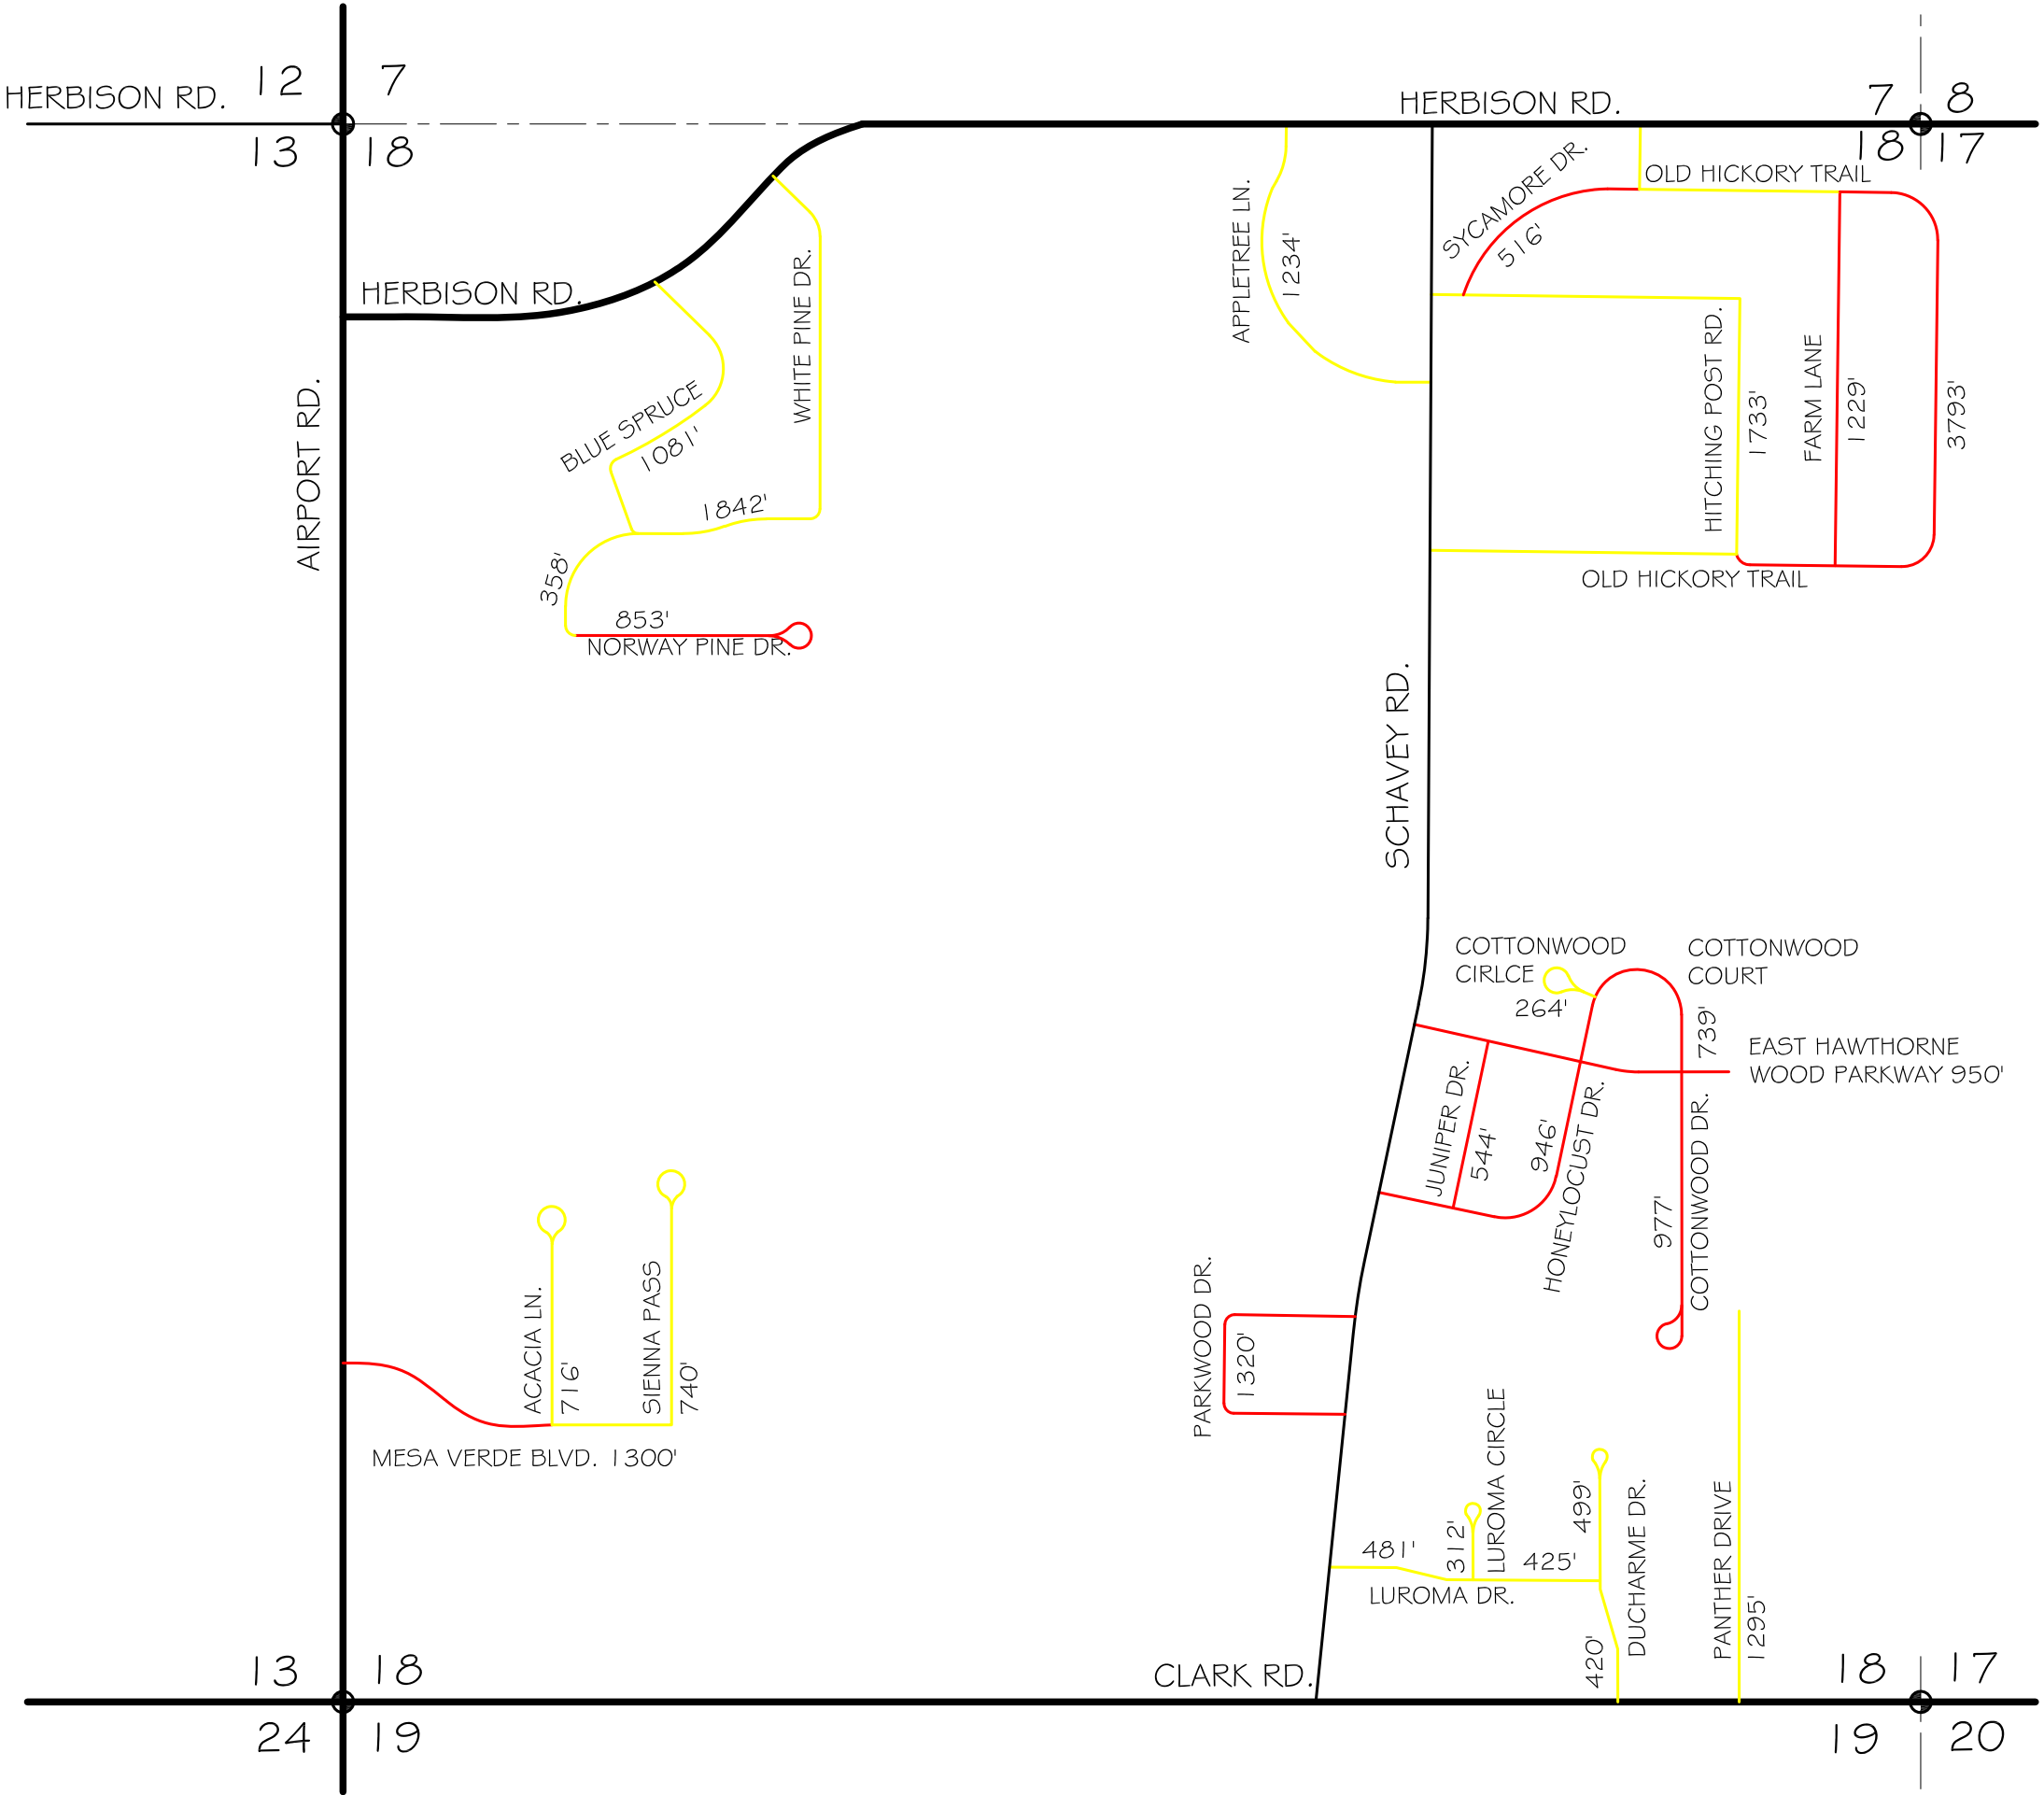 12
7
HERBISON RD.
HERBISON RD.
7
8
13
18
18
17
OLD HICKORY TRAIL
SYCAMORE DR.
516'
APPLETREE LN.
1234'
WHITE PINE DR.
HERBISON RD.
HITCHING POST RD.
1733'
FARM LANE
1229'
3793'
AIRPORT RD.
BLUE SPRUCE
1081'
1842'
358'
853'
NORWAY PINE DR.
OLD HICKORY TRAIL
SCHAVEY RD.
COTTONWOOD
CIRLCE
264'
COTTONWOOD
COURT
739'
EAST HAWTHORNE
WOOD PARKWAY 950'
JUNIPER DR.
544'
946'
HONEYLOCUST DR.
977'
COTTONWOOD DR.
ACACIA LN.
716'
SIENNA PASS
740'
PARKWOOD DR.
1320'
MESA VERDE BLVD. 1300'
481'
312'
LUROMA CIRCLE
425'
499'
LUROMA DR.
DUCHARME DR.
420'
PANTHER DRIVE
1295'
13
18
CLARK RD.
18
17
24
19
19
20